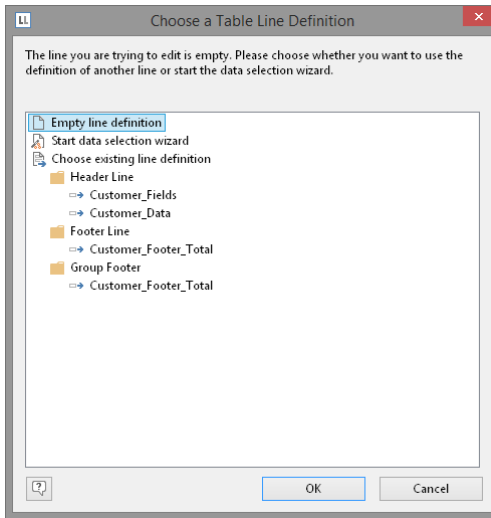 LL
Choose a Table Line Definition
The line you are trying to edit is empty. Please choose whether you want to use the
definition of another line or start the data selection wizard.
Empty line definition
Start data selection wizard
Choose existing line definition
Header Line
Customer_Fields
Customer_Data
Footer Line
Customer_Footer_Total
Group Footer
Customer_Footer_Total
?
OK
Cancel